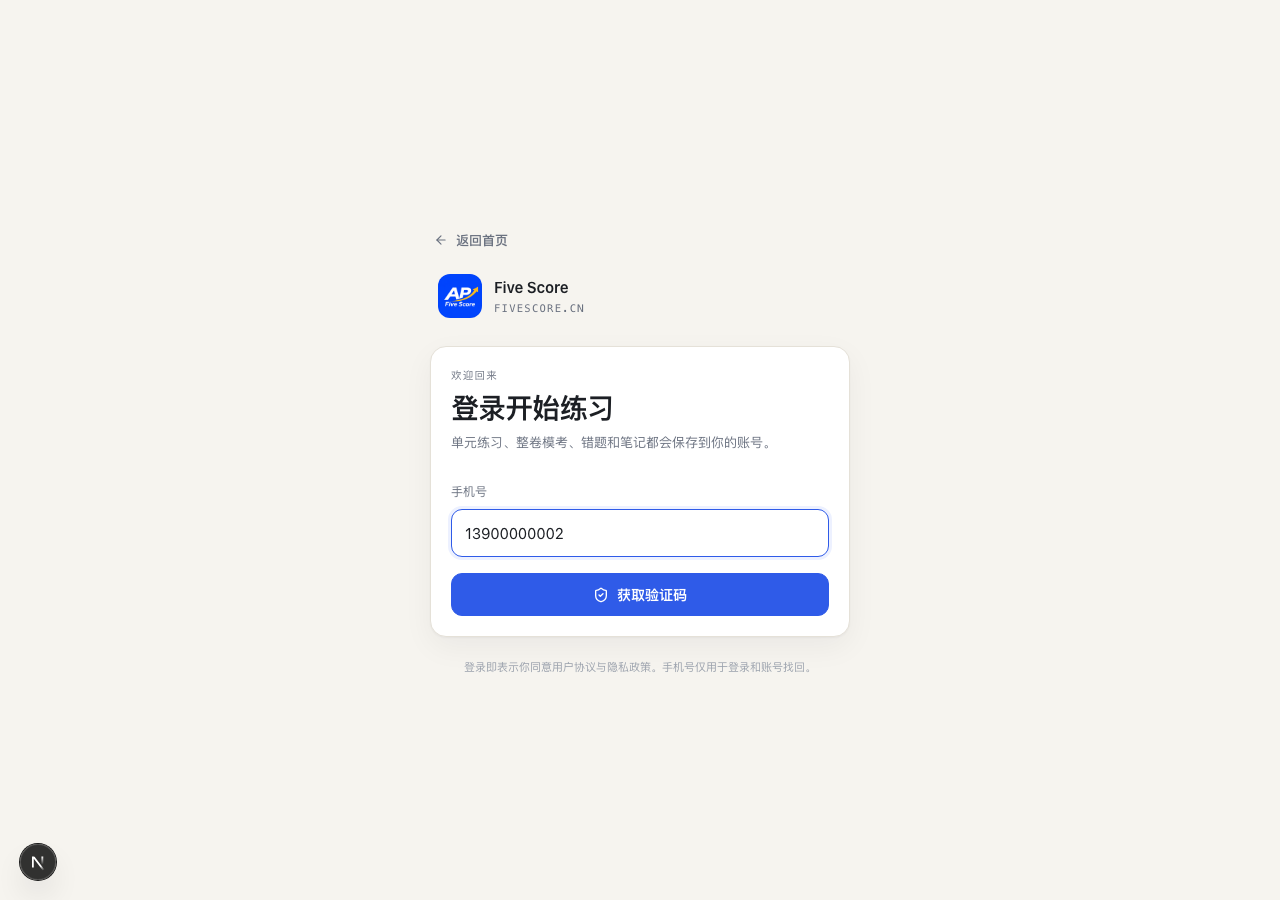 返回首页
AP
Five Score
Five Score
FIVESCORE.CN
欢迎回来
登录开始练习
单元练习、整卷模考、错题和笔记都会保存到你的账号。
手机号
13900000002
获取验证码
登录即表示你同意用户协议与隐私政策。手机号仅用于登录和账号找回。
N